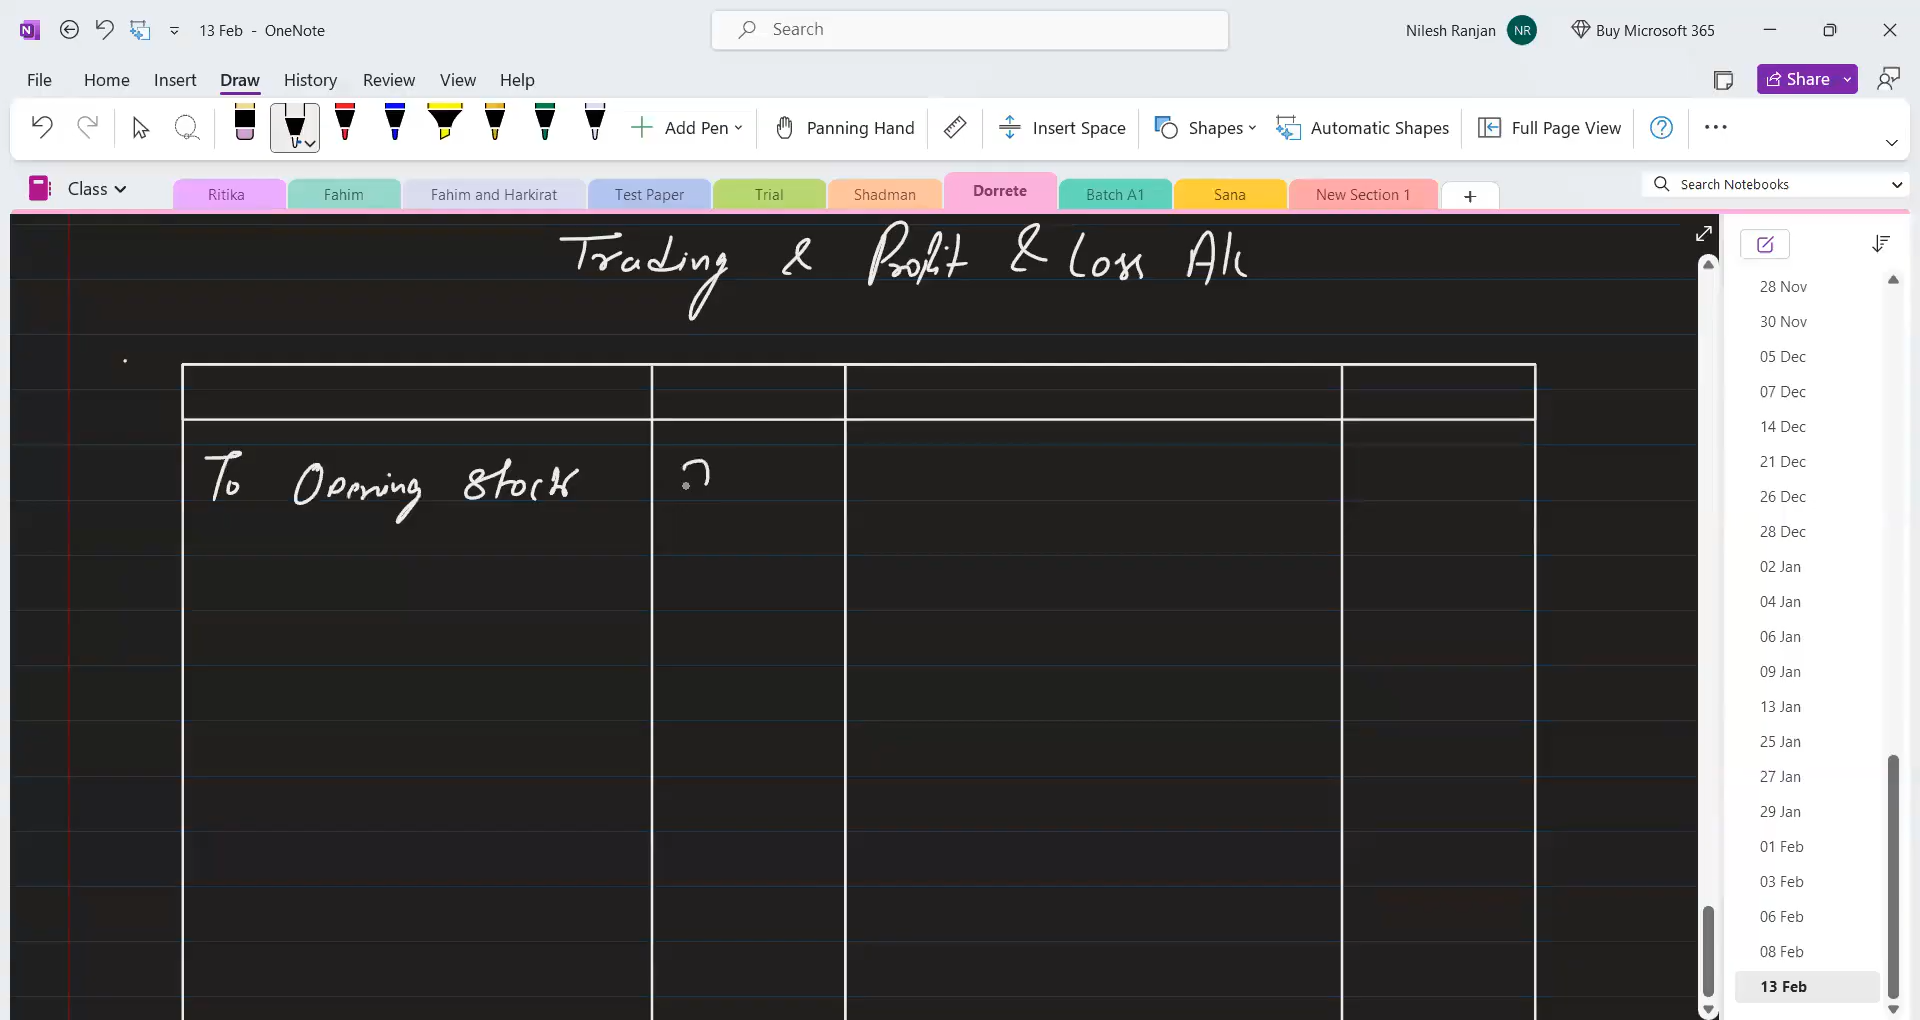 13 Feb - OneNote
Search
Nilesh Ranjan NR
Buy Microsoft 365
File Home Insert Draw History Review View Help
Share
Add Pen
Panning Hand
Insert Space
Shapes
Automatic Shapes
Full Page View
Class
Ritika
Fahim
Fahim and Harkirat
Test Paper
Trial
Shadman
Dorrete
Batch A1
Sana
New Section 1
Search Notebooks
Trading & Profit & Loss A/c
To Opening Stock
28 Nov
30 Nov
05 Dec
07 Dec
14 Dec
21 Dec
26 Dec
28 Dec
02 Jan
04 Jan
06 Jan
09 Jan
13 Jan
25 Jan
27 Jan
29 Jan
01 Feb
03 Feb
06 Feb
08 Feb
13 Feb